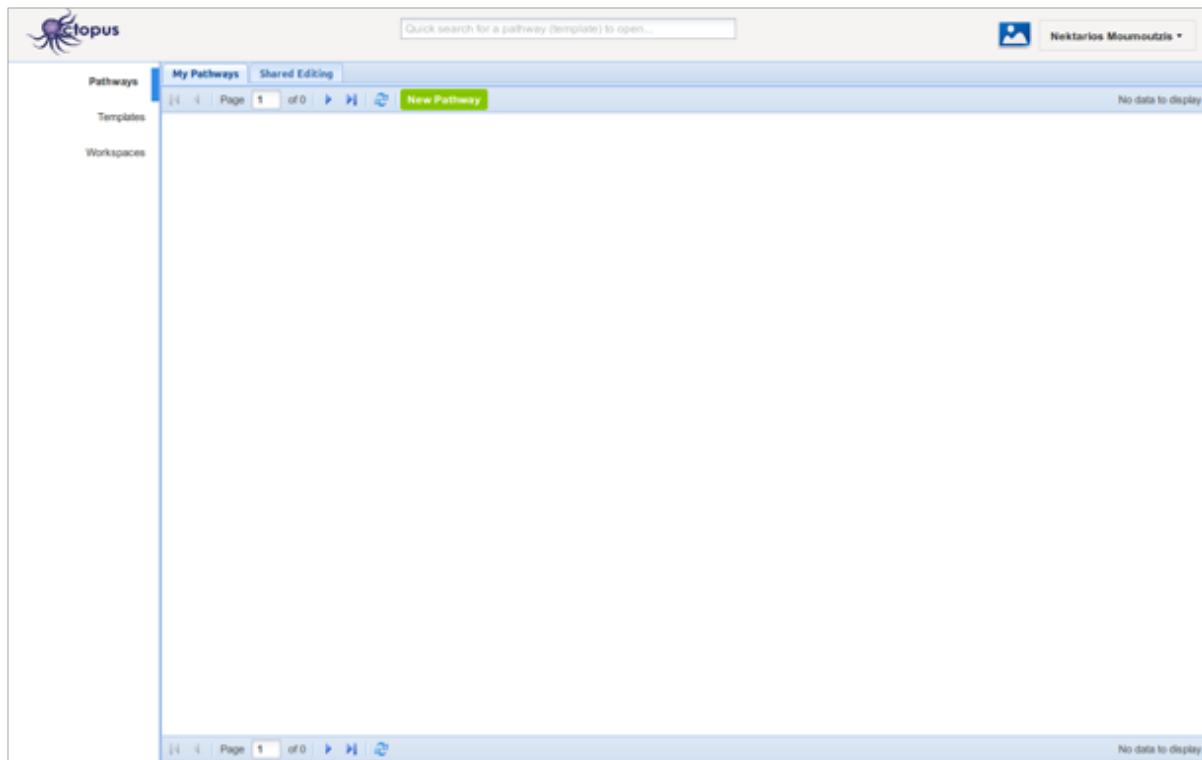 Octopus
Quick search for a pathway (template) to open...
Nektarios Moumoutzis
Pathways
Templates
Workspaces
My Pathways Shared Editing
Page 1 of 0 New Pathway No data to display
Page 1 of 0 No data to display